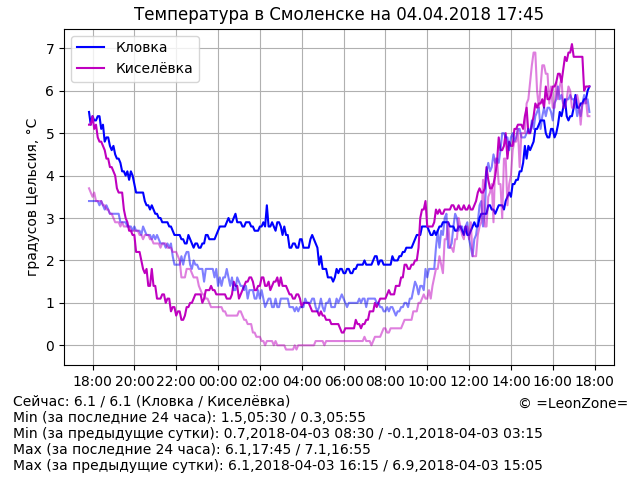 Температура в Смоленске на 04.04.2018 17:45
Кловка
Киселёвка
градусов Цельсия, °C
7
6
5
4
3
2
1
0
18:00 20:00 22:00 00:00 02:00 04:00 06:00 08:00 10:00 12:00 14:00 16:00 18:00
Сейчас: 6.1 / 6.1 (Кловка / Киселёвка)
© =LeonZone=
Min (за последние 24 часа): 1.5,05:30 / 0.3,05:55
Min (за предыдущие сутки): 0.7,2018-04-03 08:30 / -0.1,2018-04-03 03:15
Max (за последние 24 часа): 6.1,17:45 / 7.1,16:55
Max (за предыдущие сутки): 6.1,2018-04-03 16:15 / 6.9,2018-04-03 15:05